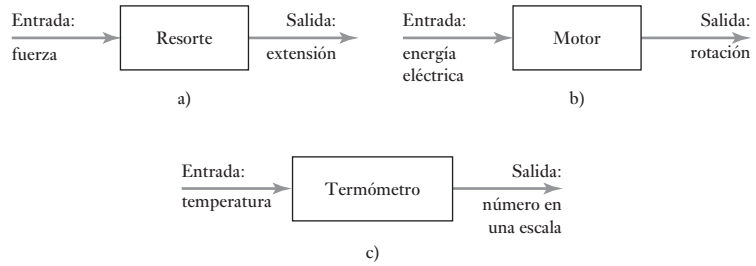 Entrada:
fuerza
Resorte
Salida:
extensión
a)
Entrada:
energía
eléctrica
Motor
Salida:
rotación
b)
Entrada:
temperatura
Termómetro
Salida:
número en
una escala
c)